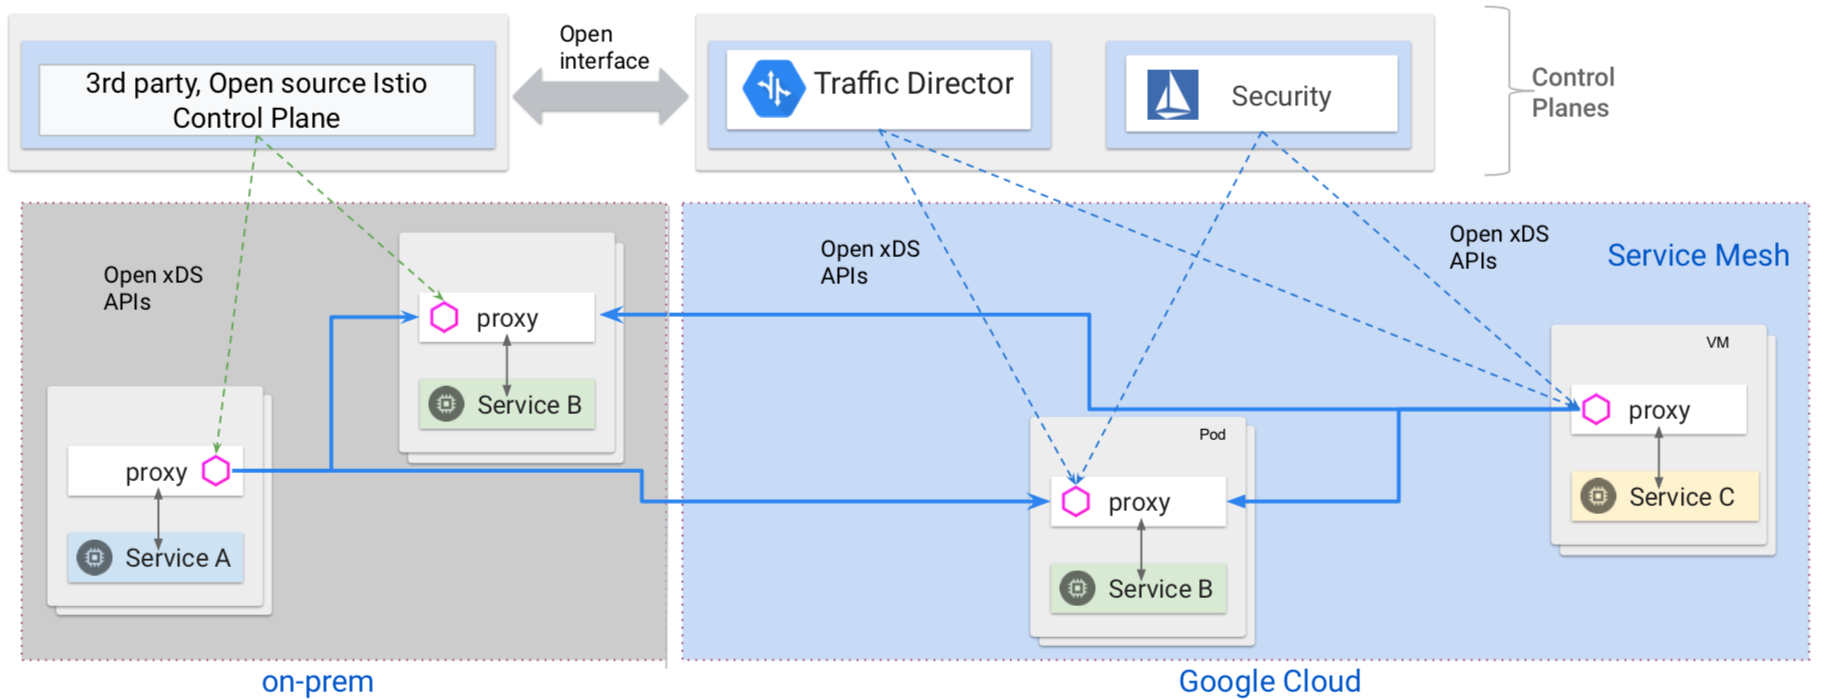 Open
interface
3rd party, Open source Istio
Control Plane
Traffic Director
Security
Control
Planes
Open xDS
APIs
Open xDS
APIs
Open xDS
APIs
Service Mesh
proxy
Service B
VM
proxy
Service C
Pod
proxy
Service B
proxy
Service A
on-prem
Google Cloud